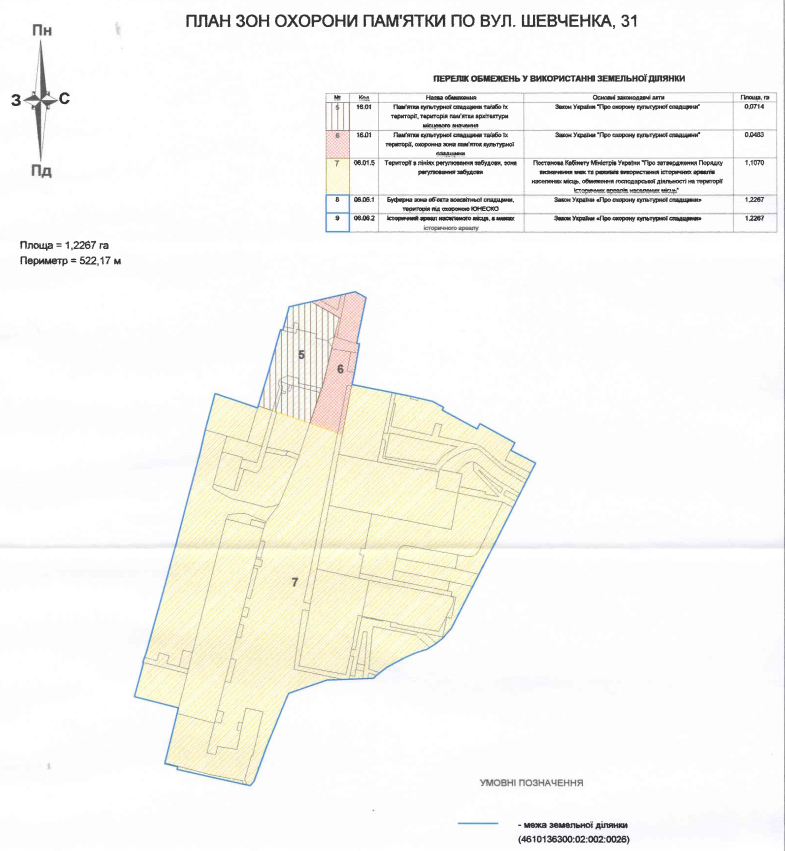 ПЛАН ЗОН ОХОРОНИ ПАМ'ЯТКИ ПО ВУЛ. ШЕВЧЕНКА, 31
Пн
З С
Пд
ПЕРЕЛІК ОБМЕЖЕНЬ У ВИКОРИСТАННІ ЗЕМЕЛЬНОЇ ДІЛЯНКИ
№ Код Назва обмеження Основні законодавчі акти Площа, га
5 16.01 Пам'ятки культурної спадщини та/або їх території, територія пам'ятки архітектури місцевого значення Закон України "Про охорону культурної спадщини" 0,0714
6 16.01 Пам'ятки культурної спадщини та/або їх території, охоронна зона пам'яток культурної спадщини Закон України "Про охорону культурної спадщини" 0,0483
7 06.01.5 Території в лініях регулювання забудови, зона регулювання забудови Постанова Кабінету Міністрів України "Про затвердження Порядку визначення меж та режимів використання історичних ареалів населених місць, обмеження господарської діяльності на території історичних ареалів населених місць" 1,1070
8 06.06.1 Буферна зона об'єкта всесвітньої спадщини, територія під охороною ЮНЕСКО Закон України «Про охорону культурної спадщини» 1,2267
9 06.06.2 Історичний ареал населеного місця, в межах історичного ареалу Закон України «Про охорону культурної спадщини» 1,2267
Площа = 1,2267 га
Периметр = 522,17 м
5
6
7
УМОВНІ ПОЗНАЧЕННЯ
- межа земельної ділянки
(4610136300:02:002:0026)